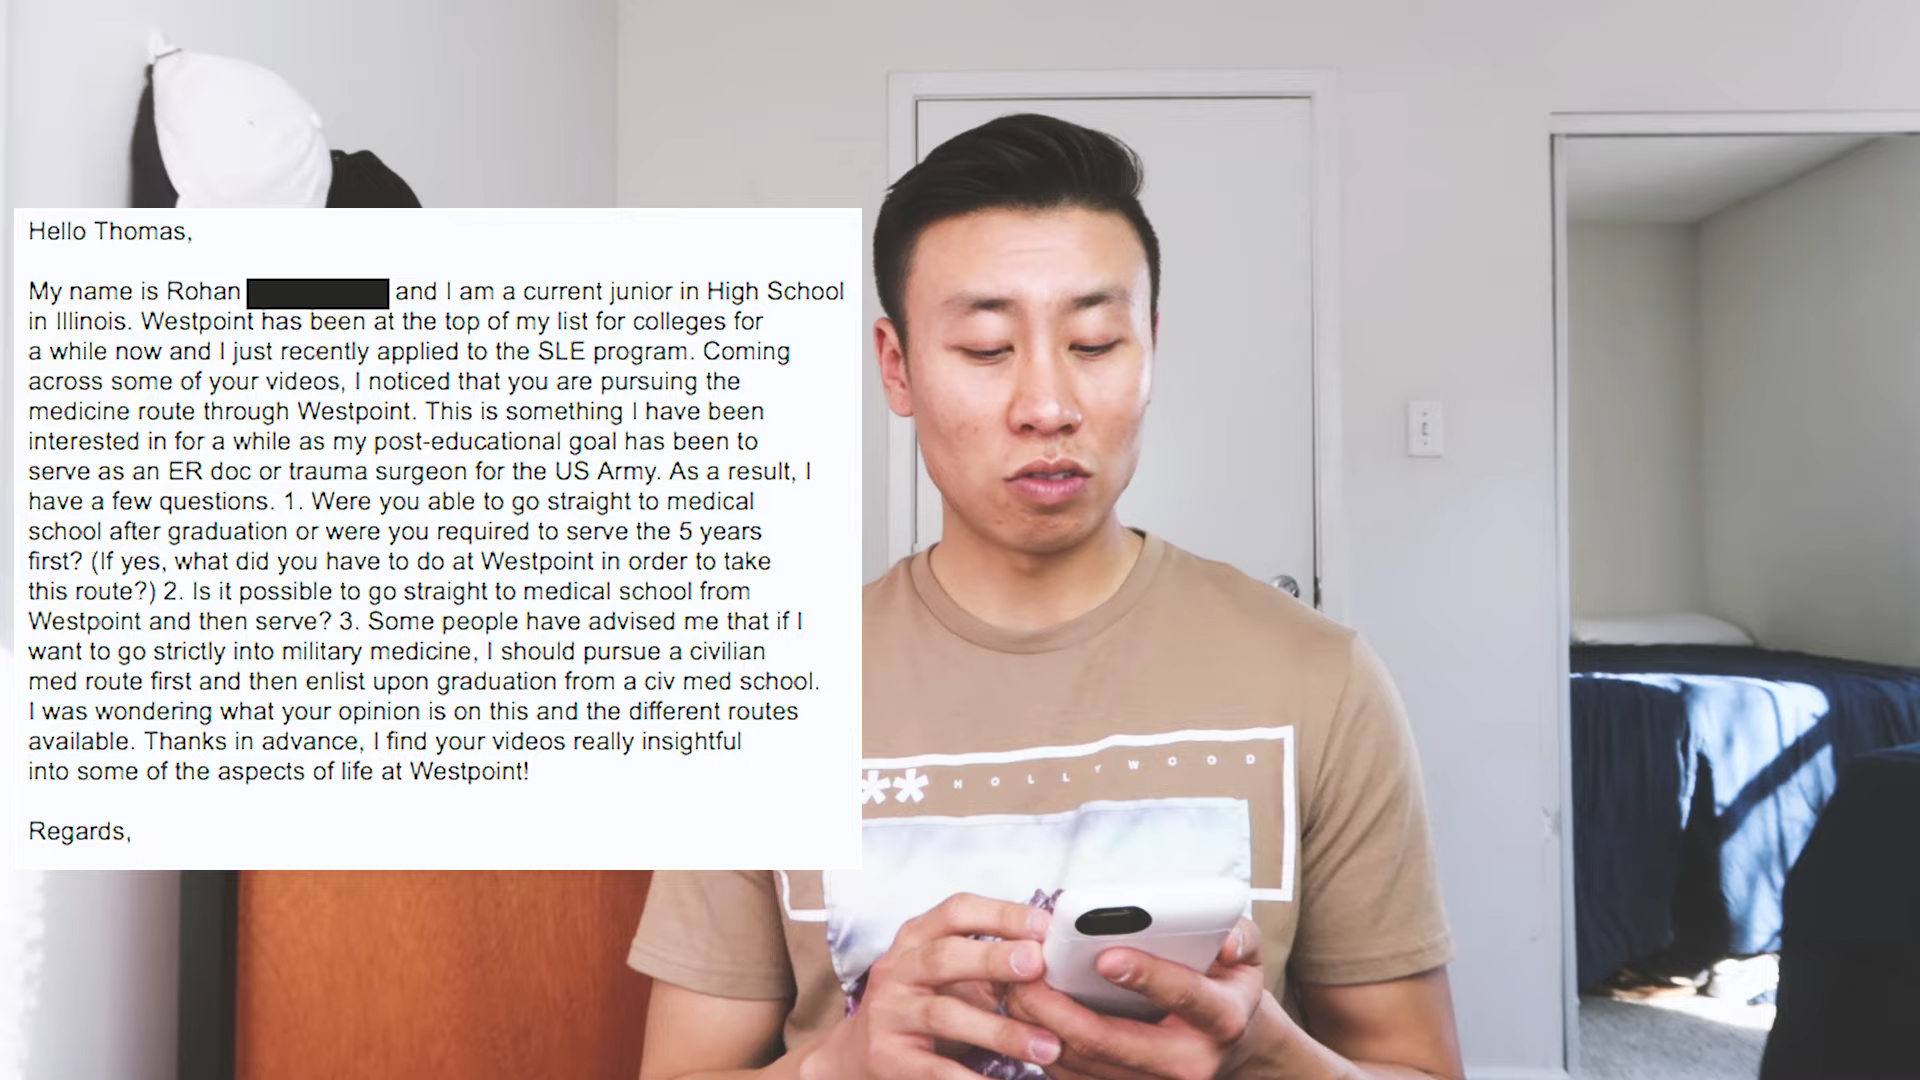 Hello Thomas,
My name is Rohan and I am a current junior in High School
in Illinois. Westpoint has been at the top of my list for colleges for
a while now and I just recently applied to the SLE program. Coming
across some of your videos, I noticed that you are pursuing the
medicine route through Westpoint. This is something I have been
interested in for a while as my post-educational goal has been to
serve as an ER doc or trauma surgeon for the US Army. As a result, I
have a few questions. 1. Were you able to go straight to medical
school after graduation or were you required to serve the 5 years
first? (If yes, what did you have to do at Westpoint in order to take
this route?) 2. Is it possible to go straight to medical school from
Westpoint and then serve? 3. Some people have advised me that if I
want to go strictly into military medicine, I should pursue a civilian
med route first and then enlist upon graduation from a civ med school.
I was wondering what your opinion is on this and the different routes
available. Thanks in advance, I find your videos really insightful
into some of the aspects of life at Westpoint!
Regards,
** HOLLYWOOD